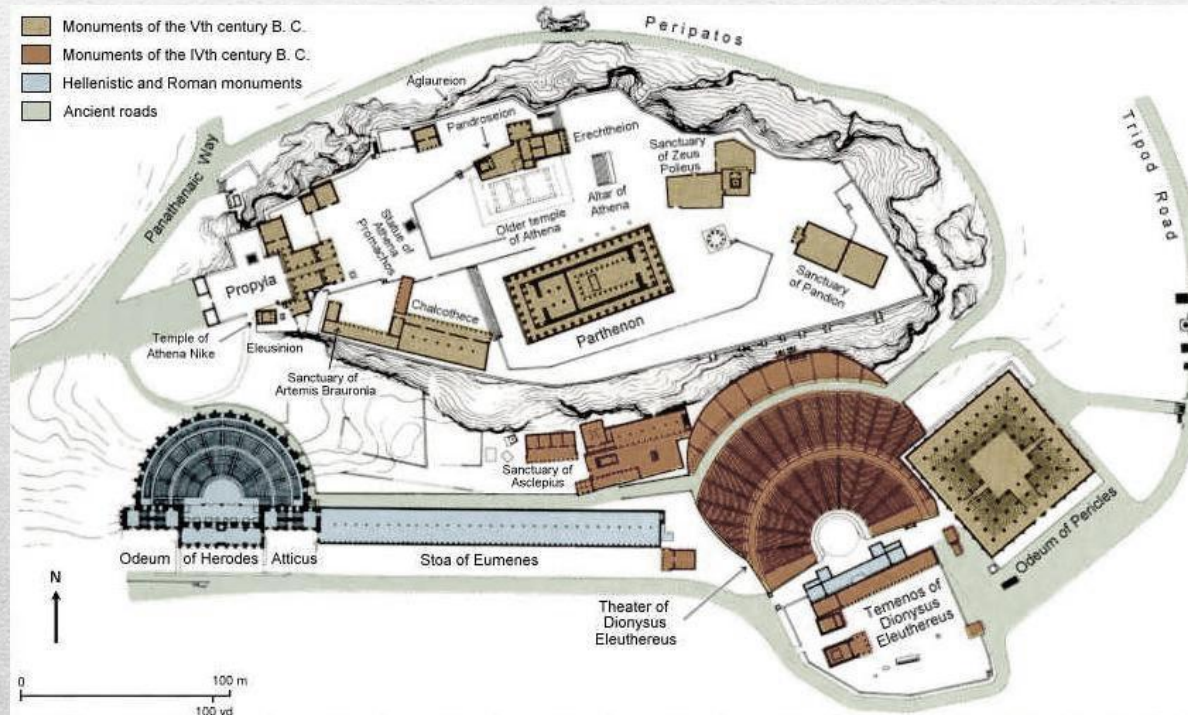 Monuments of the Vth century B. C.
Monuments of the IVth century B. C.
Hellenistic and Roman monuments
Ancient roads
Peripatos
Aglaureion
Pandroseion
Erechtheion
Panathenaic Way
Tripod Road
Sanctuary
of Zeus
Polieus
Altar of
Athena
Statue of
Athena
Promachos
Older temple
of Athena
Propyla
Sanctuary
of Pandion
Chalcothece
Parthenon
Temple of
Athena Nike
Eleusinion
Sanctuary of
Artemis Brauronia
Sanctuary of
Asclepius
Odeum of Herodes Atticus
Stoa of Eumenes
Odeum of Pericles
Theater of
Dionysus
Eleuthereus
Temenos of
Dionysus
Eleuthereus
N
0 100 m
100 yd